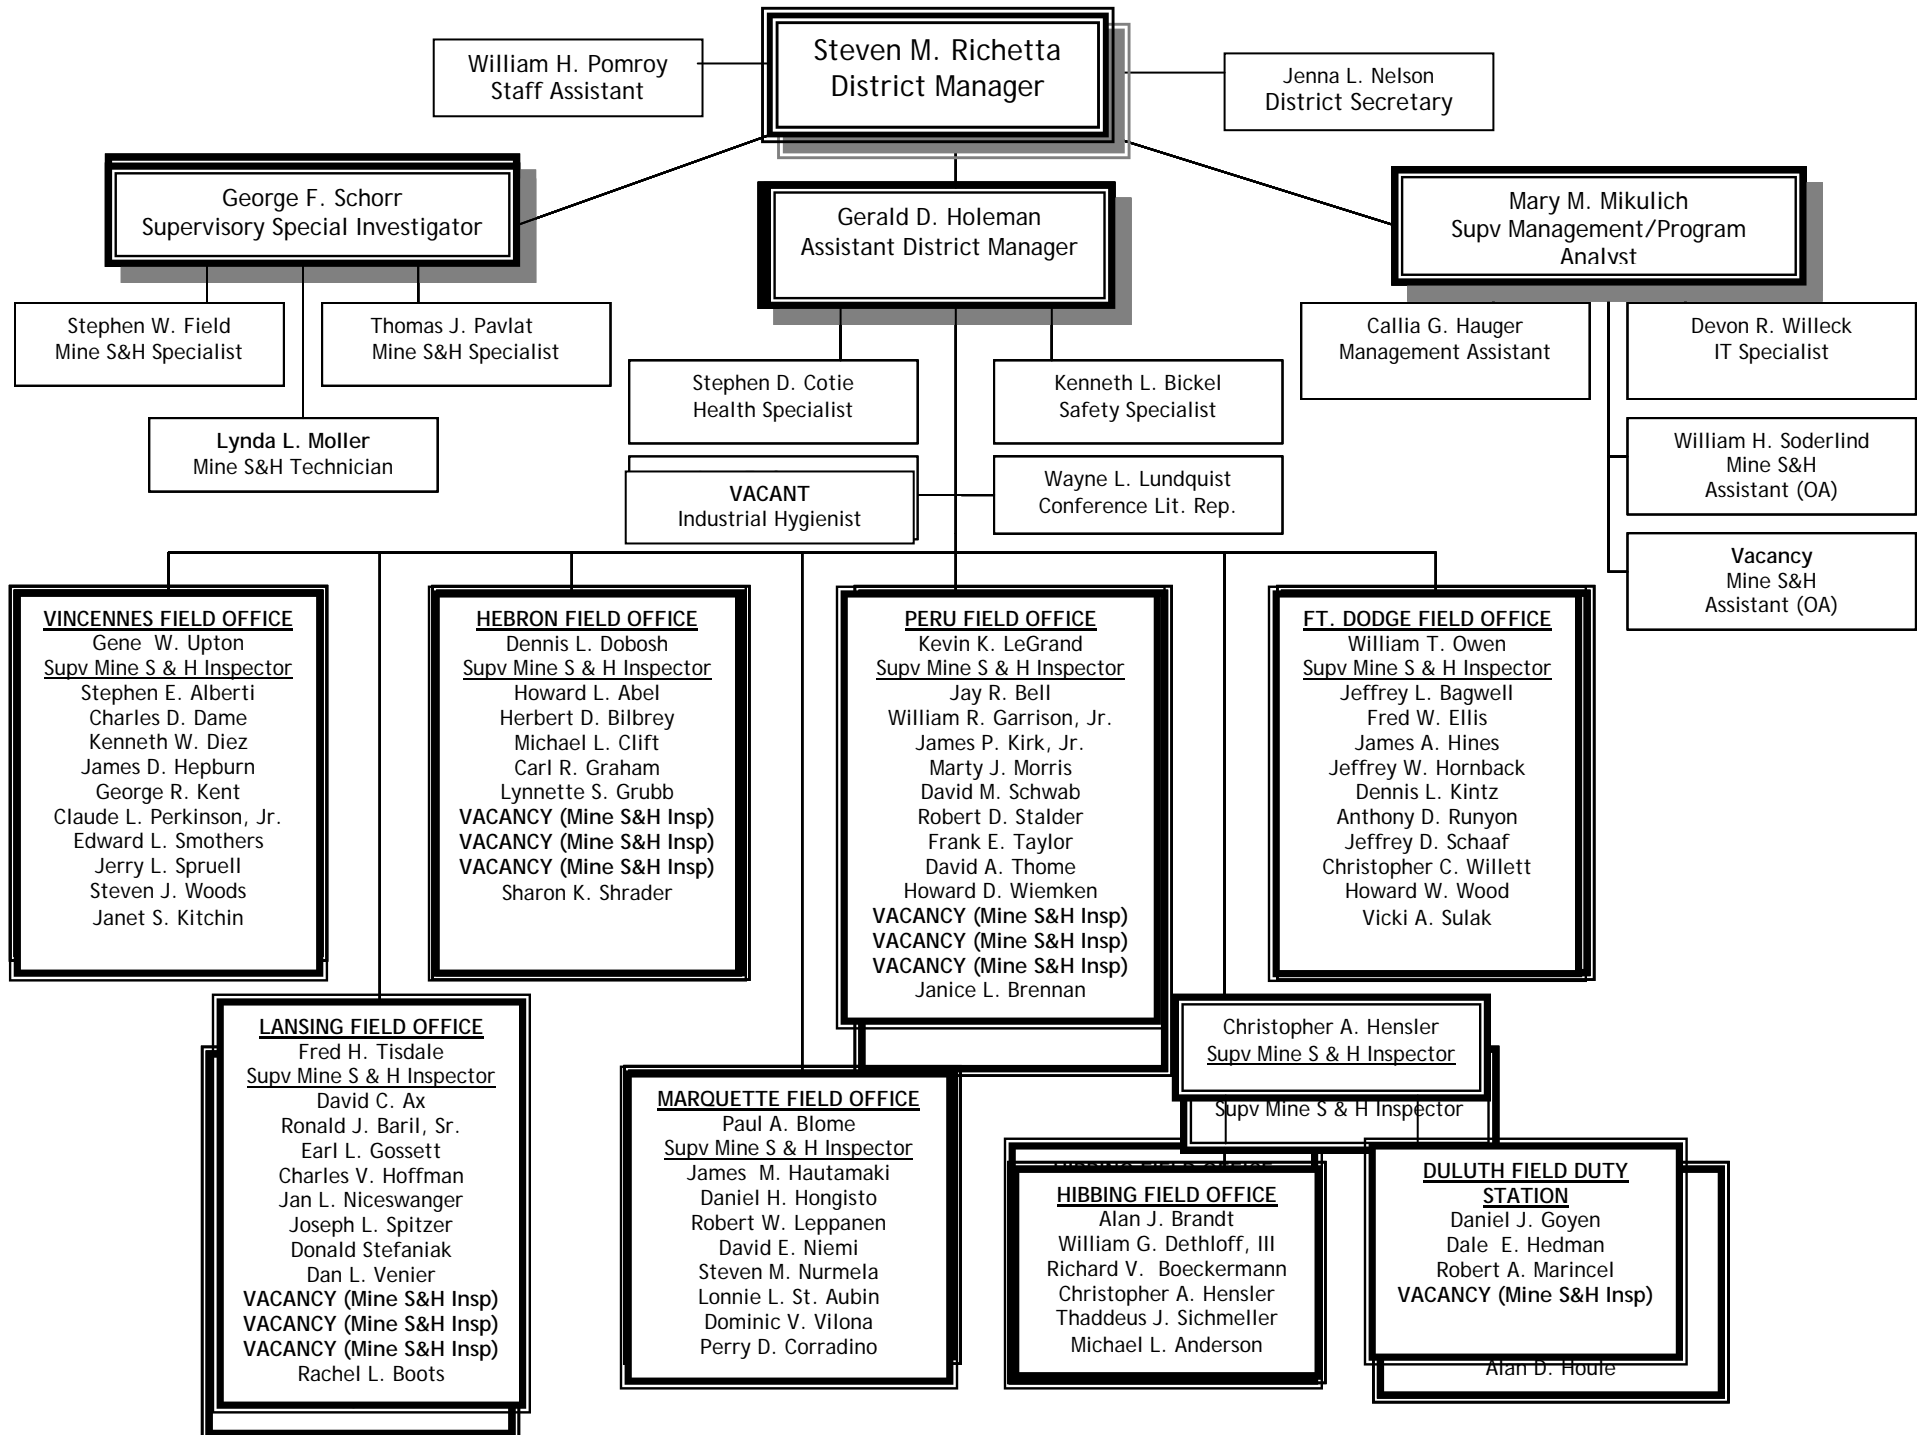 Steven M. Richetta
District Manager
William H. Pomroy
Staff Assistant
Jenna L. Nelson
District Secretary
George F. Schorr
Supervisory Special Investigator
Gerald D. Holeman
Assistant District Manager
Mary M. Mikulich
Supv Management/Program
Analyst
Stephen W. Field
Mine S&H Specialist
Thomas J. Pavlat
Mine S&H Specialist
Lynda L. Moller
Mine S&H Technician
Stephen D. Cotie
Health Specialist
Kenneth L. Bickel
Safety Specialist
VACANT
Industrial Hygienist
Wayne L. Lundquist
Conference Lit. Rep.
Callia G. Hauger
Management Assistant
Devon R. Willeck
IT Specialist
William H. Soderlind
Mine S&H
Assistant (OA)
Vacancy
Mine S&H
Assistant (OA)
VINCENNES FIELD OFFICE
Gene W. Upton
Supv Mine S & H Inspector
Stephen E. Alberti
Charles D. Dame
Kenneth W. Diez
James D. Hepburn
George R. Kent
Claude L. Perkinson, Jr.
Edward L. Smothers
Jerry L. Spruell
Steven J. Woods
Janet S. Kitchin
HEBRON FIELD OFFICE
Dennis L. Dobosh
Supv Mine S & H Inspector
Howard L. Abel
Herbert D. Bilbrey
Michael L. Clift
Carl R. Graham
Lynnette S. Grubb
VACANCY (Mine S&H Insp)
VACANCY (Mine S&H Insp)
VACANCY (Mine S&H Insp)
Sharon K. Shrader
PERU FIELD OFFICE
Kevin K. LeGrand
Supv Mine S & H Inspector
Jay R. Bell
William R. Garrison, Jr.
James P. Kirk, Jr.
Marty J. Morris
David M. Schwab
Robert D. Stalder
Frank E. Taylor
David A. Thome
Howard D. Wiemken
VACANCY (Mine S&H Insp)
VACANCY (Mine S&H Insp)
VACANCY (Mine S&H Insp)
Janice L. Brennan
FT. DODGE FIELD OFFICE
William T. Owen
Supv Mine S & H Inspector
Jeffrey L. Bagwell
Fred W. Ellis
James A. Hines
Jeffrey W. Hornback
Dennis L. Kintz
Anthony D. Runyon
Jeffrey D. Schaaf
Christopher C. Willett
Howard W. Wood
Vicki A. Sulak
LANSING FIELD OFFICE
Fred H. Tisdale
Supv Mine S & H Inspector
David C. Ax
Ronald J. Baril, Sr.
Earl L. Gossett
Charles V. Hoffman
Jan L. Niceswanger
Joseph L. Spitzer
Donald Stefaniak
Dan L. Venier
VACANCY (Mine S&H Insp)
VACANCY (Mine S&H Insp)
VACANCY (Mine S&H Insp)
Rachel L. Boots
MARQUETTE FIELD OFFICE
Paul A. Blome
Supv Mine S & H Inspector
James M. Hautamaki
Daniel H. Hongisto
Robert W. Leppanen
David E. Niemi
Steven M. Nurmela
Lonnie L. St. Aubin
Dominic V. Vilona
Perry D. Corradino
Christopher A. Hensler
Supv Mine S & H Inspector
Supv Mine S & H Inspector
HIBBING FIELD OFFICE
Alan J. Brandt
William G. Dethloff, III
Richard V. Boeckermann
Christopher A. Hensler
Thaddeus J. Sichmeller
Michael L. Anderson
DULUTH FIELD DUTY
STATION
Daniel J. Goyen
Dale E. Hedman
Robert A. Marincel
VACANCY (Mine S&H Insp)
Alan D. Houle